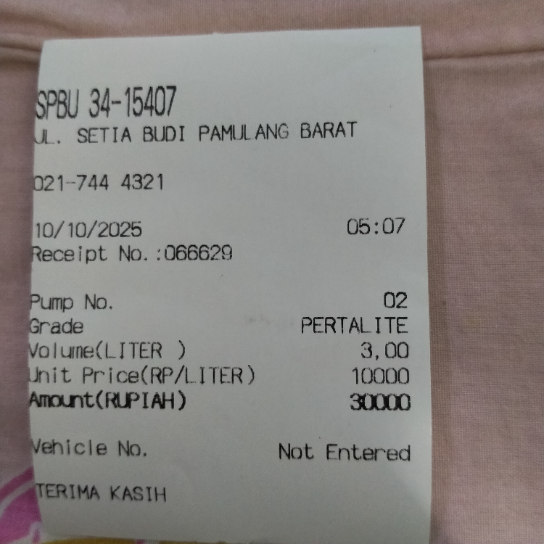 SPBU 34-15407
JL. SETIA BUDI PAMULANG BARAT
021-744 4321
10/10/2025 05:07
Receipt No.:066629
Pump No. 02
Grade PERTALITE
Volume(LITER ) 3,00
Unit Price(RP/LITER) 10000
Amount(RUPIAH) 30000
Vehicle No. Not Entered
TERIMA KASIH